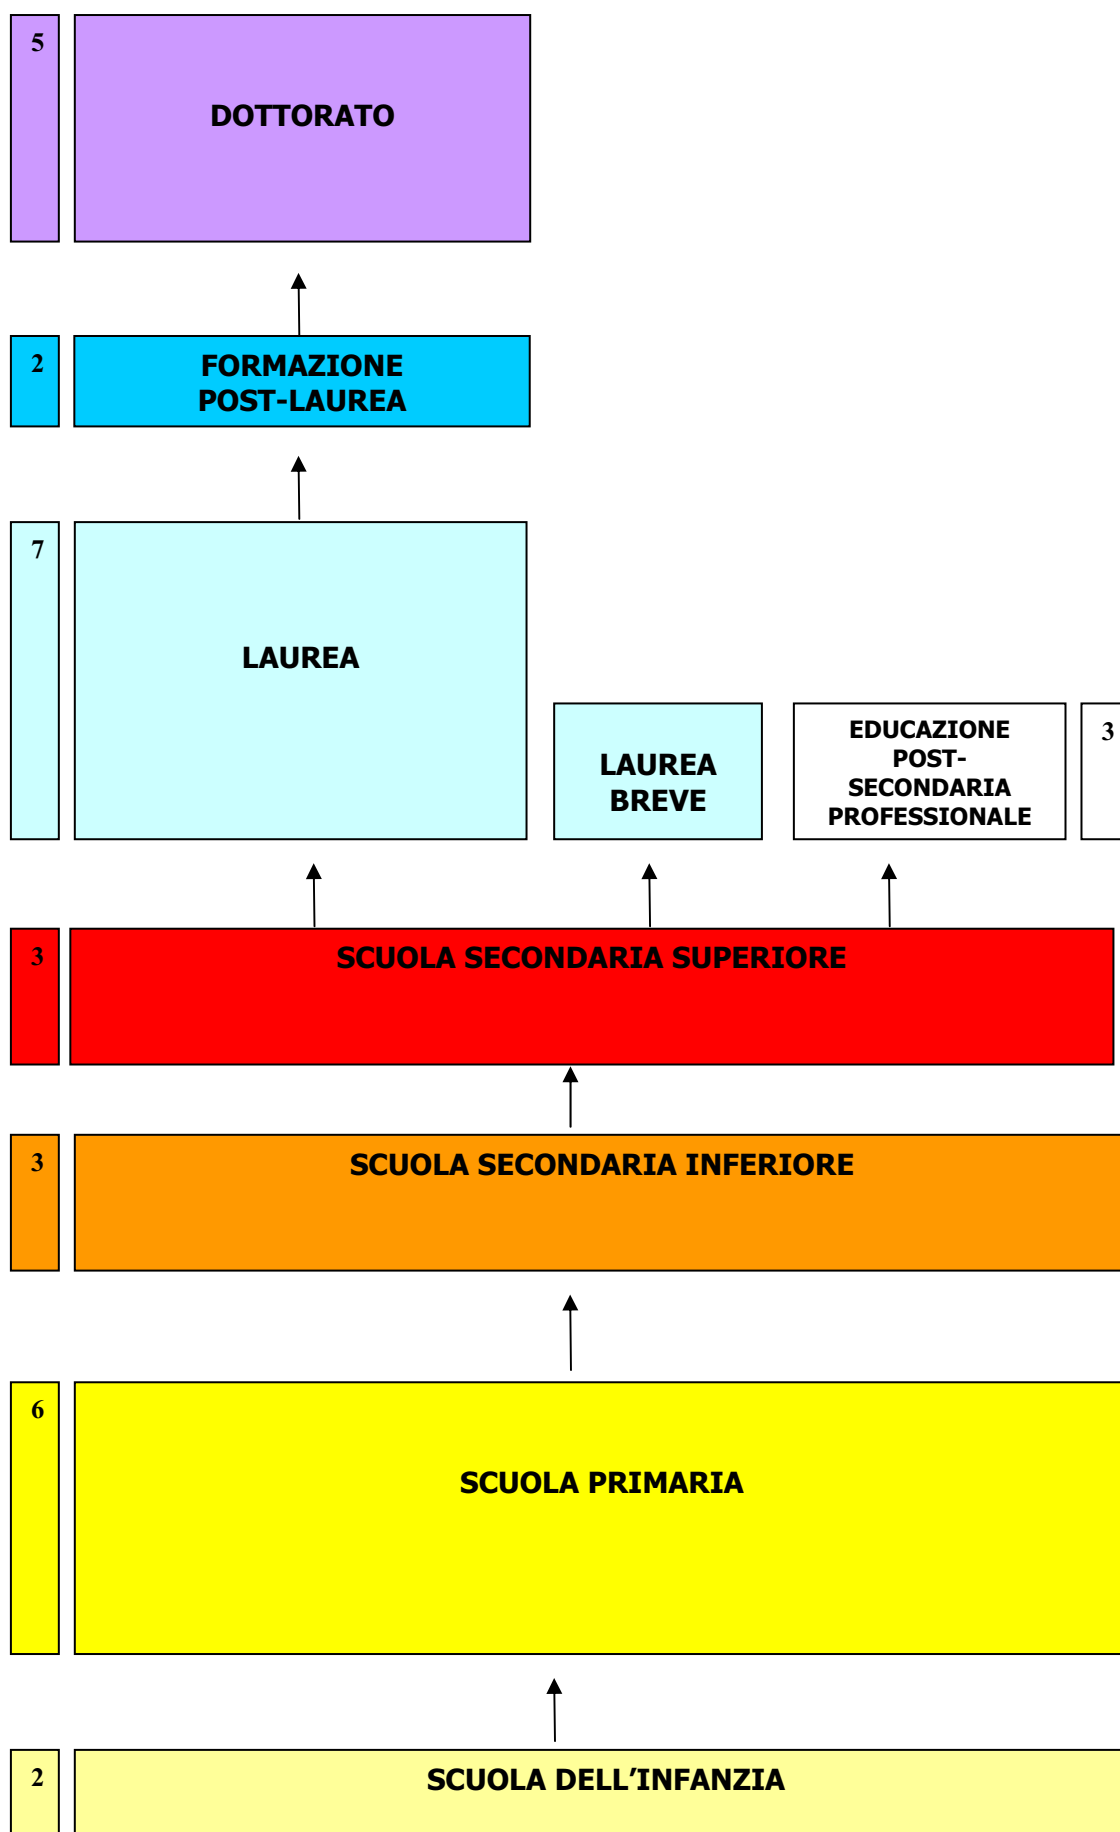 5
DOTTORATO
2
FORMAZIONE
POST-LAUREA
7
LAUREA
LAUREA
BREVE
EDUCAZIONE
POST-
SECONDARIA
PROFESSIONALE
3
3
SCUOLA SECONDARIA SUPERIORE
3
SCUOLA SECONDARIA INFERIORE
6
SCUOLA PRIMARIA
2
SCUOLA DELL’INFANZIA